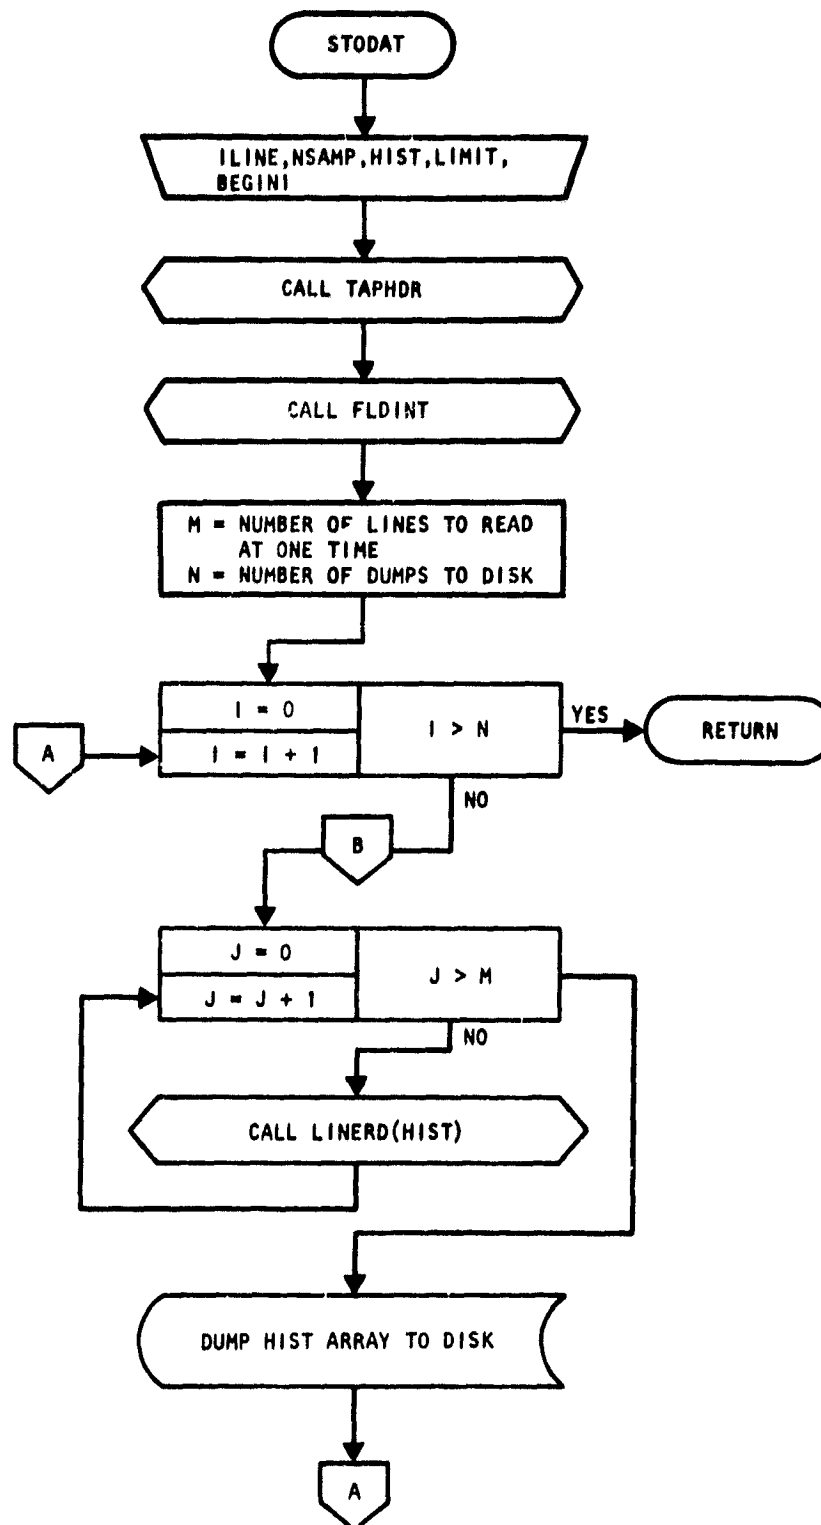 STODAT
ILINE,NSAMP,HIST,LIMIT,
BEGINI
CALL TAPHDR
CALL FLDINT
M = NUMBER OF LINES TO READ
AT ONE TIME
N = NUMBER OF DUMPS TO DISK
I = 0
I > N
YES
RETURN
A
I = I + 1
NO
B
J = 0
J > M
J = J + 1
NO
CALL LINERD(HIST)
DUMP HIST ARRAY TO DISK
A